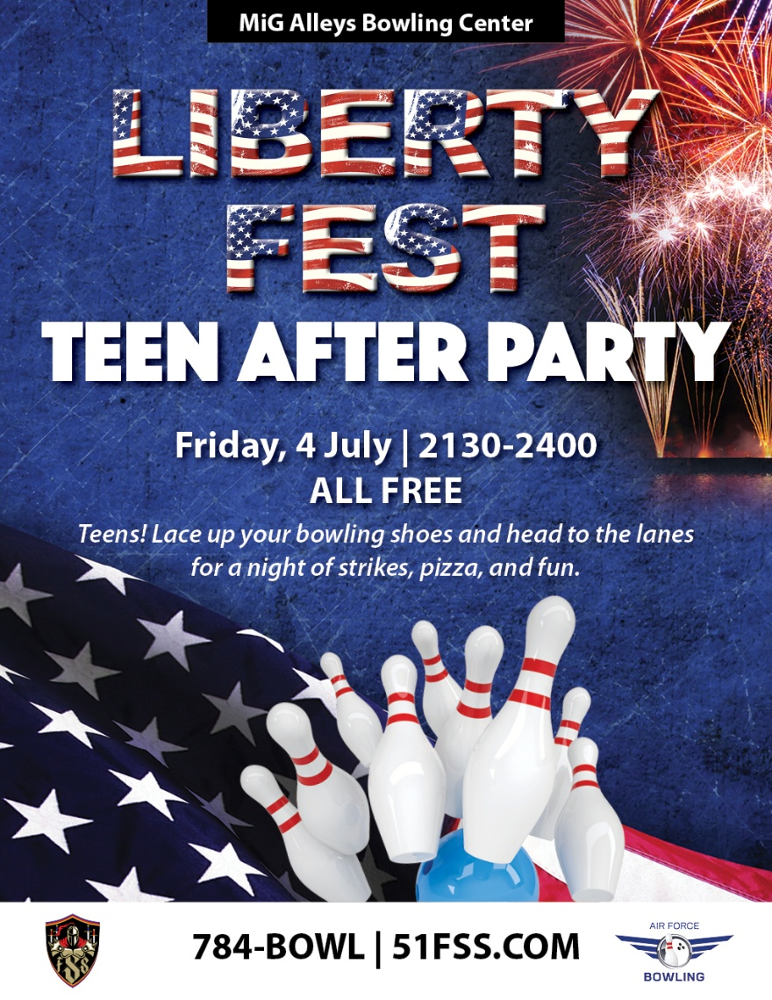 MiG Alleys Bowling Center
LIBERTY
FEST
TEEN AFTER PARTY
Friday, 4 July | 2130-2400
ALL FREE
Teens! Lace up your bowling shoes and head to the lanes
for a night of strikes, pizza, and fun.
784-BOWL | 51FSS.COM
AIR FORCE
BOWLING